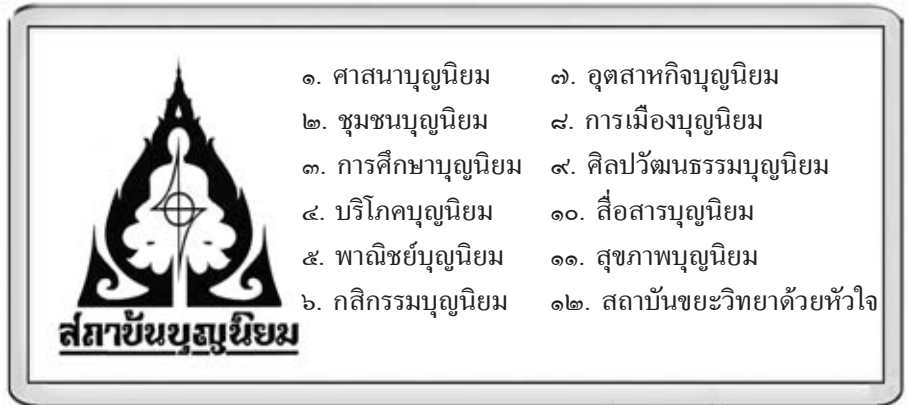 ๑. ศาสนาบุญนิยม
๒. ชุมชนบุญนิยม
๓. การศึกษาบุญนิยม
๔. บริโภคบุญนิยม
๕. พาณิชย์บุญนิยม
๖. กสิกรรมบุญนิยม
๗. อุตสาหกิจบุญนิยม
๘. การเมืองบุญนิยม
๙. ศิลปวัฒนธรรมบุญนิยม
๑๐. สื่อสารบุญนิยม
๑๑. สุขภาพบุญนิยม
๑๒. สถาบันขยะวิทยาด้วยหัวใจ
สถาบันบุญนิยม